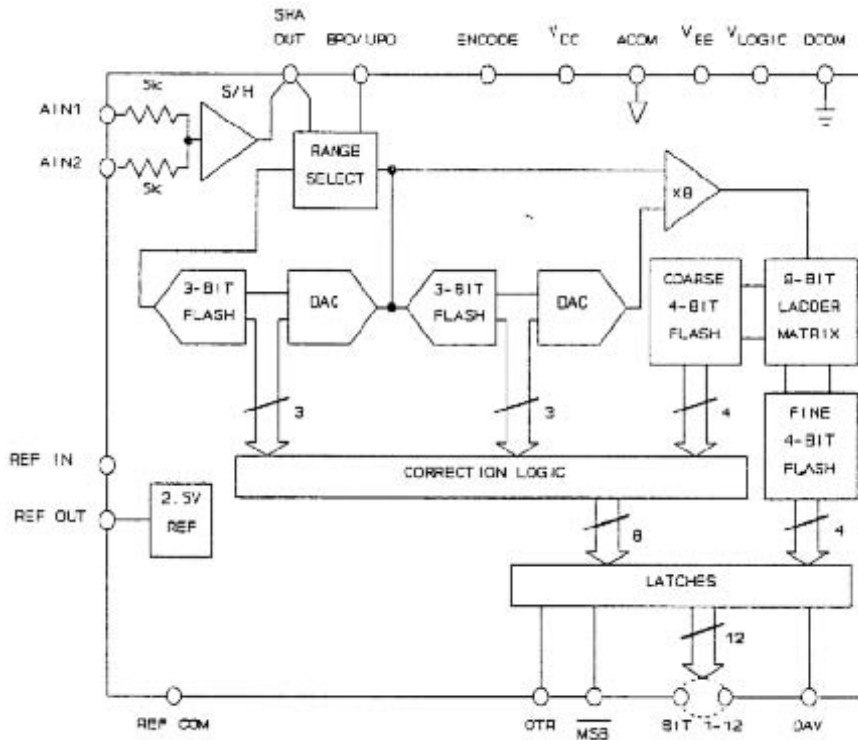 SHA
OUT
BPO/UPO
ENCODE
VCC
ACOM
VEE
VLOGIC
DCOM
5k
S/H
AIN1
AIN2
5k
RANGE
SELECT
X8
3-BIT
FLASH
DAC
3-BIT
FLASH
DAC
COARSE
4-BIT
FLASH
8-BIT
LADDER
MATRIX
3
3
4
FINE
4-BIT
FLASH
REF IN
CORRECTION LOGIC
REF OUT
2.5V
REF
8
4
LATCHES
12
REF COM
OTR
MSB
BIT 1-12
DAV